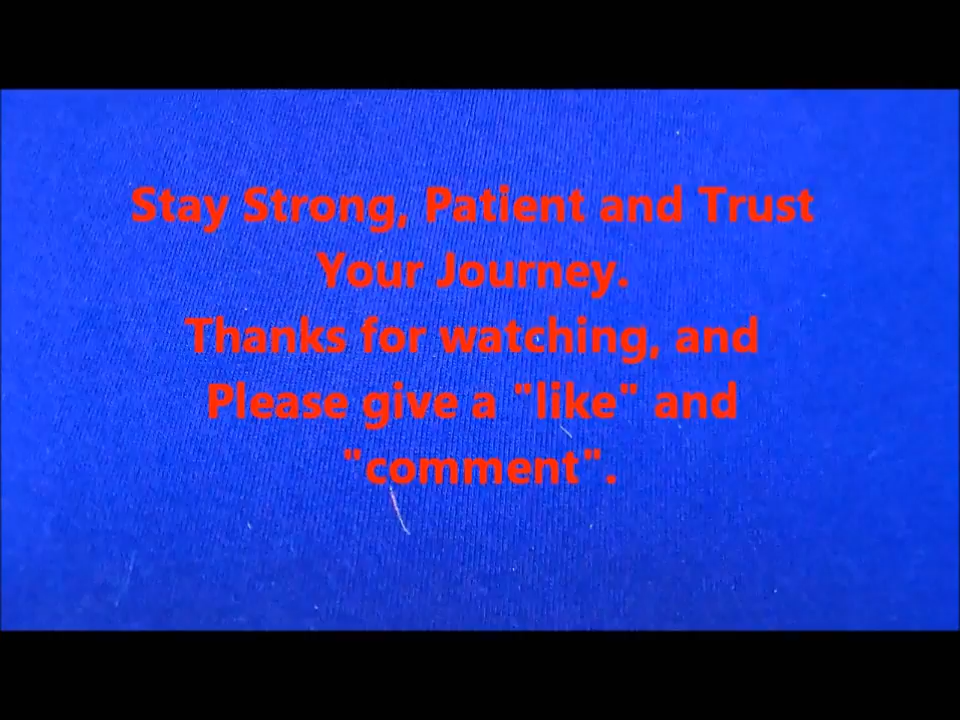 Stay Strong, Patient and Trust
Your Journey.
Thanks for watching, and
Please give a "like" and
"comment".